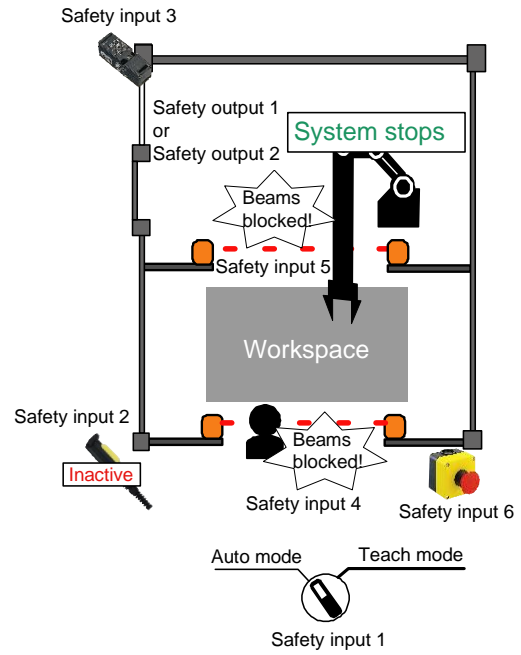 Safety input 3
Safety output 1
or
Safety output 2
System stops
Beams
blocked!
Safety input 5
Workspace
Safety input 2
Inactive
Beams
blocked!
Safety input 4
Safety input 6
Auto mode
Teach mode
Safety input 1